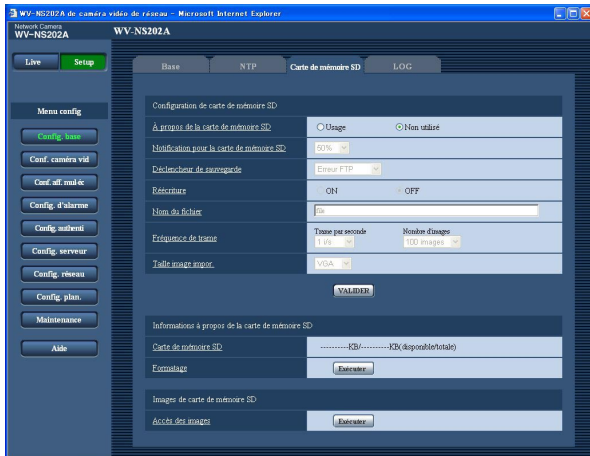 WV-NS202A de caméra vidéo de réseau - Microsoft Internet Explorer
Network Camera
WV-NS202A
WV-NS202A
Live
Setup
Base
NTP
Carte de mémoire SD
LOG
Menu config
Config. base
Conf. caméra vid
Conf. aff. mul-éc
Config. d'alarme
Config. authenti
Config. serveur
Config. réseau
Config. plan.
Maintenance
Aide
Configuration de carte de mémoire SD
À propos de la carte de mémoire SD
Usage
Non utilisé
Notification pour la carte de mémoire SD
50%
Déclencheur de sauvegarde
Erreur FTP
Réécriture
ON
OFF
Nom du fichier
file
Fréquence de trame
Trame par seconde
Nombre d'images
1 i/s
100 images
Taille image impor.
VGA
VALIDER
Informations à propos de la carte de mémoire SD
Carte de mémoire SD
----------KB/----------KB(disponible/totale)
Formatage
Exécuter
Images de carte de mémoire SD
Accès des images
Exécuter